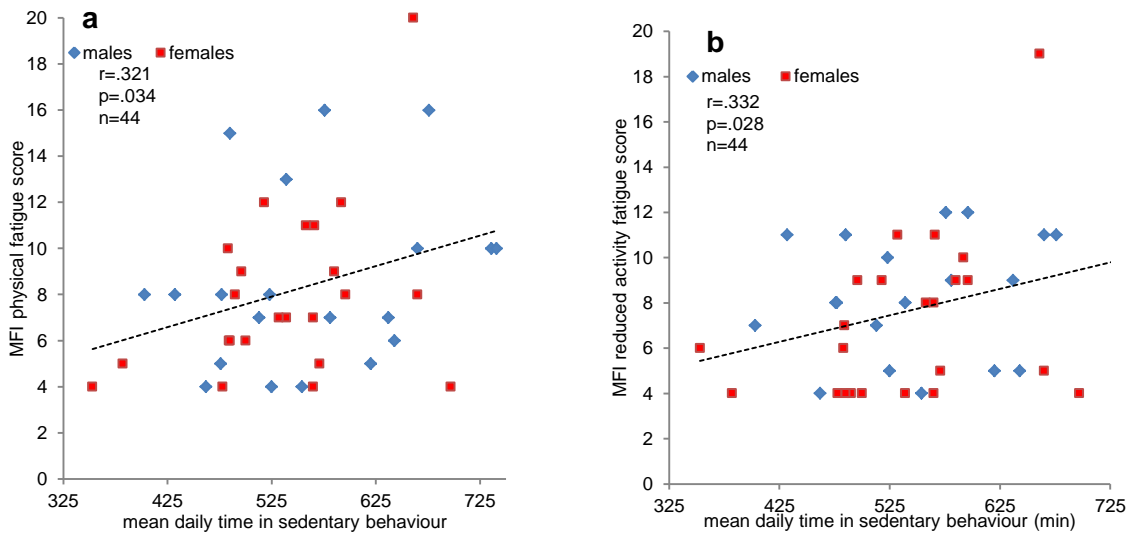 a
males females
r=.321
p=.034
n=44
MFI physical fatigue score
20
18
16
14
12
10
8
6
4
2
0
325 425 525 625 725
mean daily time in sedentary behaviour
b
males females
r=.332
p=.028
n=44
MFI reduced activity fatigue score
20
18
16
14
12
10
8
6
4
2
0
325 425 525 625 725
mean daily time in sedentary behaviour (min)